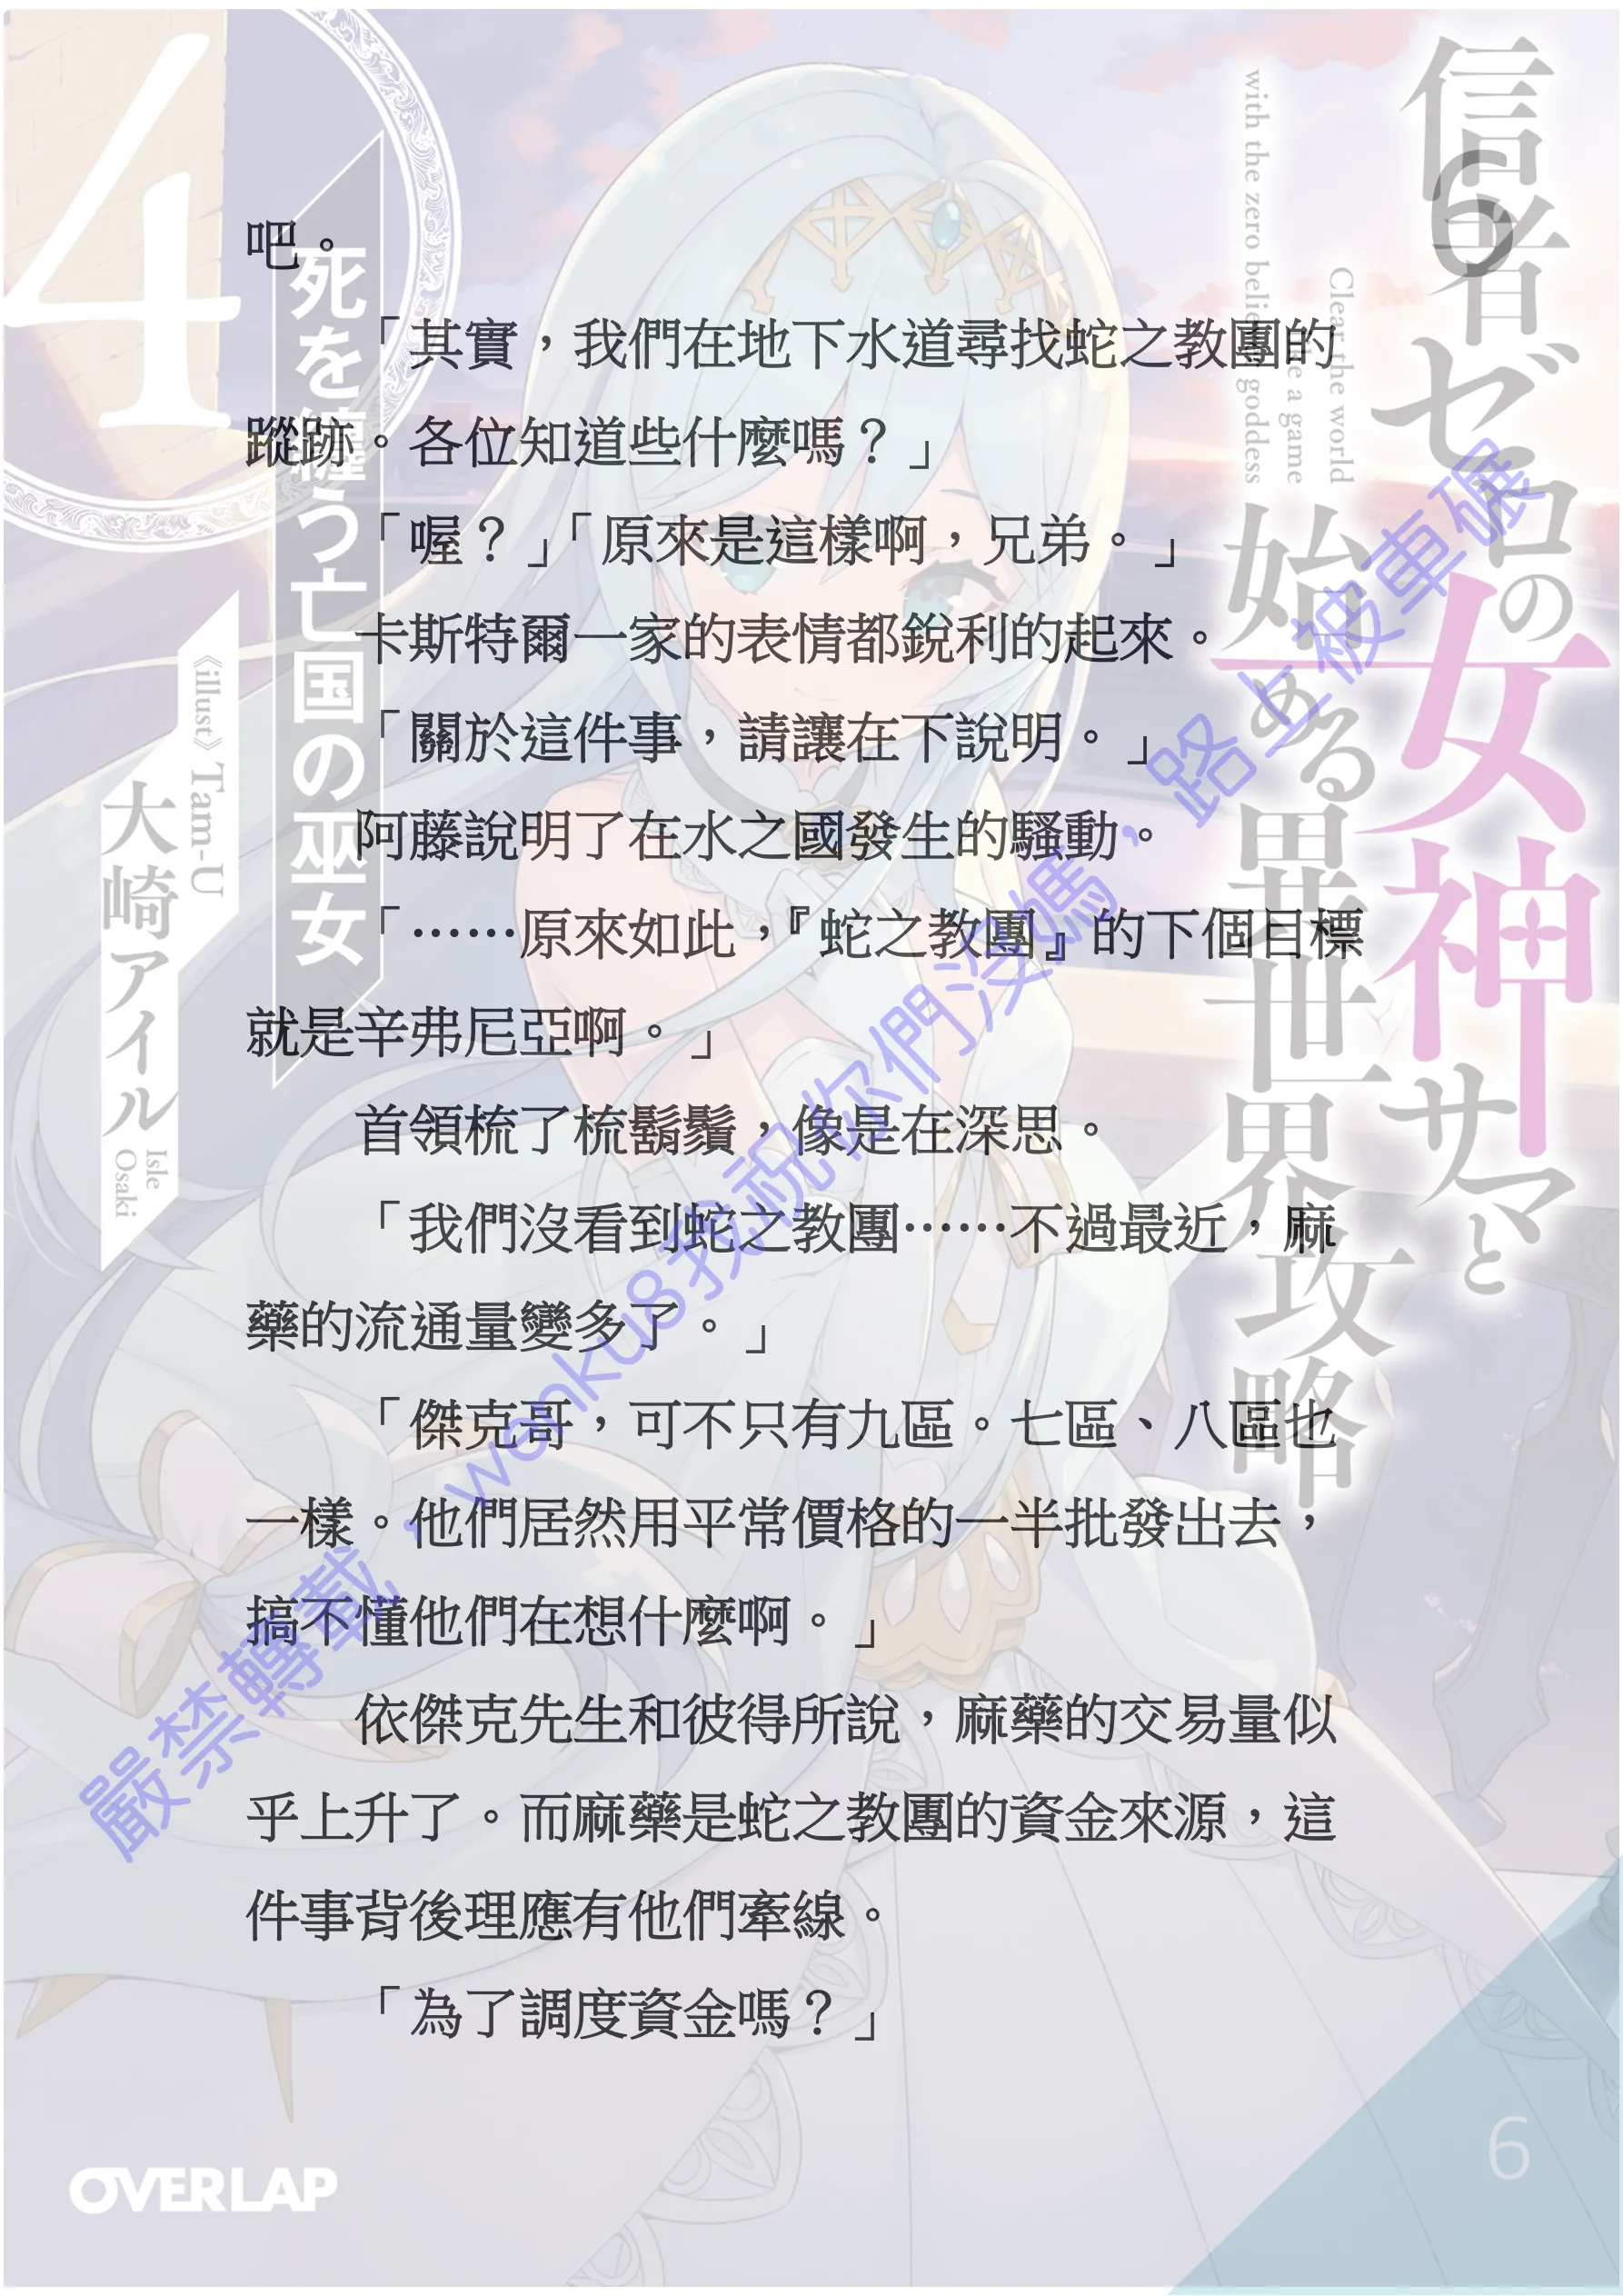 吧。
「其實，我們在地下水道尋找蛇之教團的
蹤跡。各位知道些什麼嗎？」
「喔？」「原來是這樣啊，兄弟。」
卡斯特爾一家的表情都銳利的起來。
「關於這件事，請讓在下說明。」
阿藤說明了在水之國發生的騷動。
「……原來如此，『蛇之教團』的下個目標
就是辛弗尼亞啊。」
首領梳了梳鬍鬚，像是在深思。
「我們沒看到蛇之教團……不過最近，麻
藥的流通量變多了。」
「傑克哥，可不只有九區。七區、八區也
一樣。他們居然用平常價格的一半批發出去，
搞不懂他們在想什麼啊。」
依傑克先生和彼得所說，麻藥的交易量似
乎上升了。而麻藥是蛇之教團的資金來源，這
件事背後理應有他們牽線。
「為了調度資金嗎？」
信者ゼロの女神サマと
始める異世界攻略
Clear the world
like a game
with the zero believer goddess
6
4
死を纏う亡国の巫女
《illust》Tam-U
大崎アイル
Isle
Osaki
嚴禁轉載，wenku8我祝你們沒媽，路上被車碾
OVERLAP
6